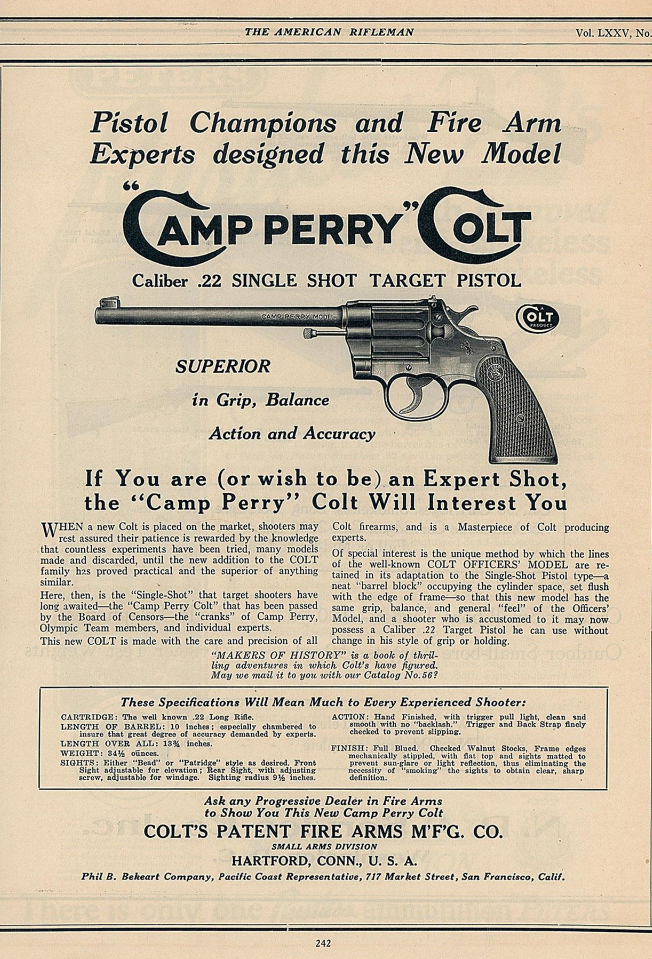 THE AMERICAN RIFLEMAN
Vol. LXXV, No.
Pistol Champions and Fire Arm
Experts designed this New Model
"CAMP PERRY" COLT
Caliber .22 SINGLE SHOT TARGET PISTOL
CAMP PERRY MODEL
A
COLT
PRODUCT
SUPERIOR
in Grip, Balance
Action and Accuracy
If You are (or wish to be) an Expert Shot,
the "Camp Perry" Colt Will Interest You
WHEN a new Colt is placed on the market, shooters may
rest assured their patience is rewarded by the knowledge
that countless experiments have been tried, many models
made and discarded, until the new addition to the COLT
family has proved practical and the superior of anything
similar.
Here, then, is the "Single-Shot" that target shooters have
long awaited—the "Camp Perry Colt" that has been passed
by the Board of Censors—the "cranks" of Camp Perry,
Olympic Team members, and individual experts.
This new COLT is made with the care and precision of all
Colt firearms, and is a Masterpiece of Colt producing
experts.
Of special interest is the unique method by which the lines
of the well-known COLT OFFICERS' MODEL are re-
tained in its adaptation to the Single-Shot Pistol type—a
neat "barrel block" occupying the cylinder space, set flush
with the edge of frame—so that this new model has the
same grip, balance, and general "feel" of the Officers'
Model, and a shooter who is accustomed to it may now
possess a Caliber .22 Target Pistol he can use without
change in his style of grip or holding.
"MAKERS OF HISTORY" is a book of thril-
ling adventures in which Colt's have figured.
May we mail it to you with our Catalog No. 56?
These Specifications Will Mean Much to Every Experienced Shooter:
CARTRIDGE: The well known .22 Long Rifle.
LENGTH OF BARREL: 10 inches; especially chambered to
insure that great degree of accuracy demanded by experts.
LENGTH OVER ALL: 13¾ inches.
WEIGHT: 34½ ounces.
SIGHTS: Either "Bead" or "Patridge" style as desired. Front
Sight adjustable for elevation; Rear Sight, with adjusting
screw, adjustable for windage. Sighting radius 9½ inches.
ACTION: Hand Finished, with trigger pull light, clean and
smooth with no "backlash." Trigger and Back Strap finely
checked to prevent slipping.
FINISH: Full Blued. Checked Walnut Stocks, Frame edges
mechanically stippled, with flat top and sights matted to
prevent sun-glare or light reflection, thus eliminating the
necessity of "smoking" the sights to obtain clear, sharp
definition.
Ask any Progressive Dealer in Fire Arms
to Show You This New Camp Perry Colt
COLT'S PATENT FIRE ARMS M'F'G. CO.
SMALL ARMS DIVISION
HARTFORD, CONN., U. S. A.
Phil B. Bekeart Company, Pacific Coast Representative, 717 Market Street, San Francisco, Calif.
242